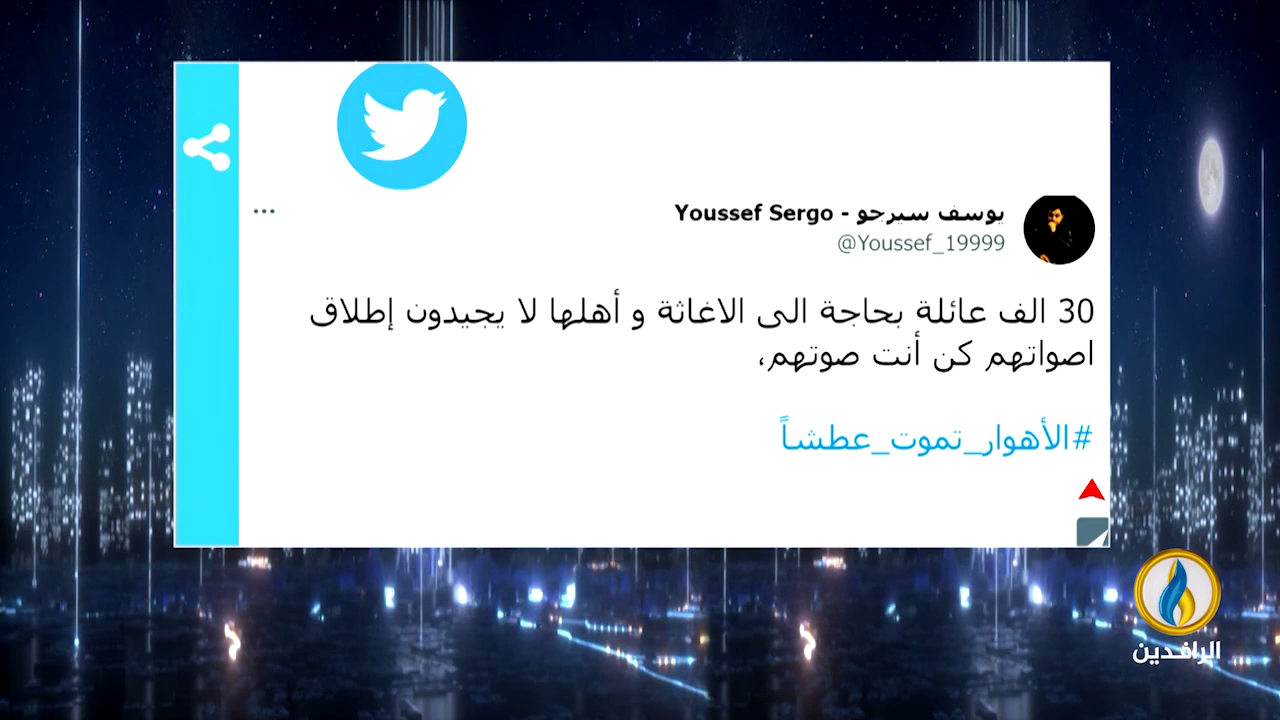 يوسف سيرجو - Youssef Sergo
@Youssef_19999
30 الف عائلة بحاجة الى الاغاثة و أهلها لا يجيدون إطلاق
اصواتهم كن أنت صوتهم،
#الأهوار_تموت_عطشاً
الرافدين